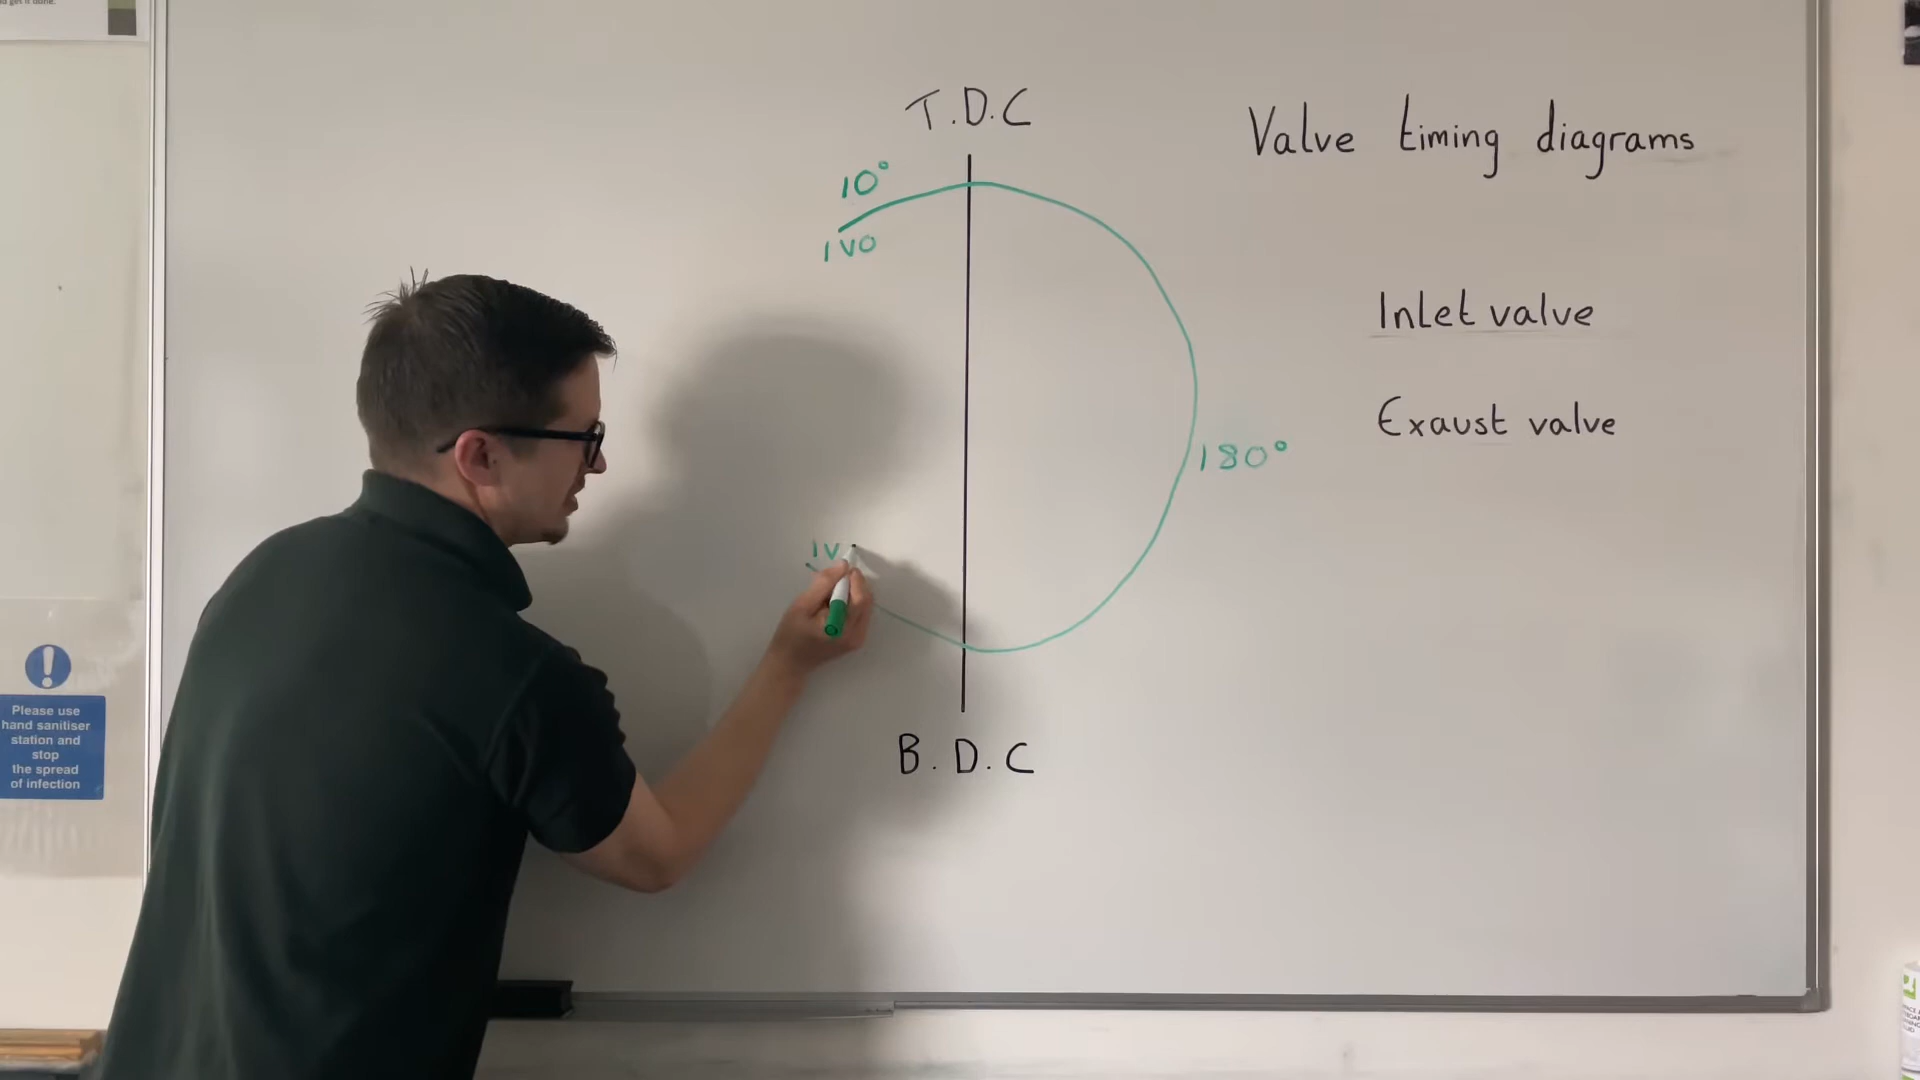 T.D.C
Valve timing diagrams
10°
IVO
Inlet valve
Exaust valve
180°
IV
B.D.C
Please use
hand sanitiser
station and
stop
the spread
of infection